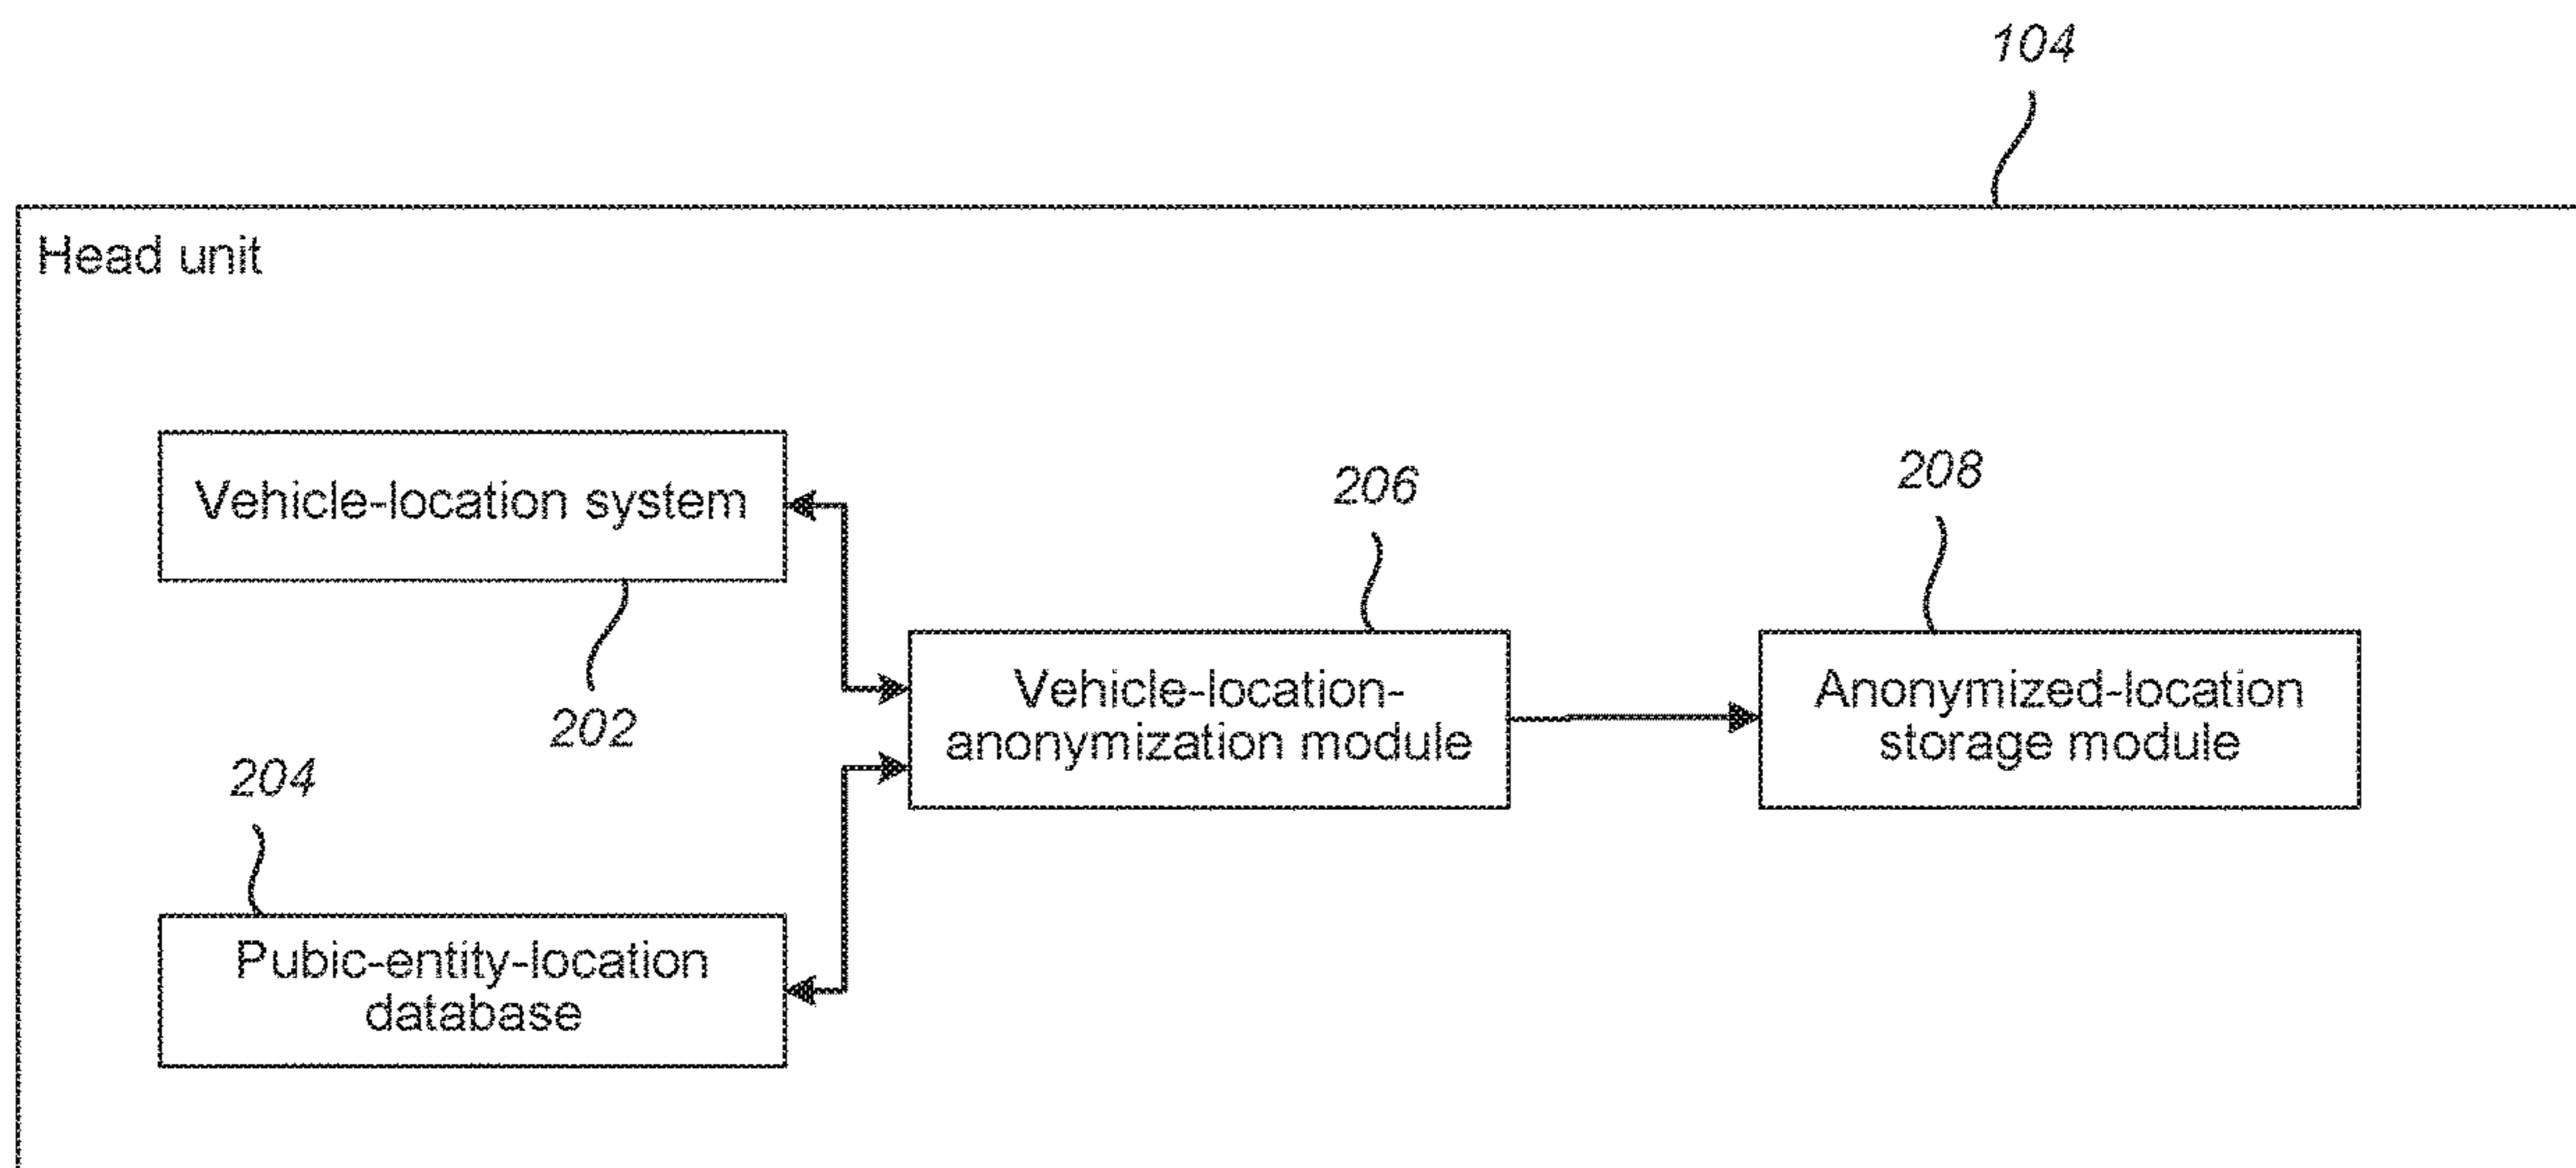 104
Head unit
Vehicle-location system
202
206
208
Vehicle-location-
anonymization module
Anonymized-location
storage module
204
Pubic-entity-location
database